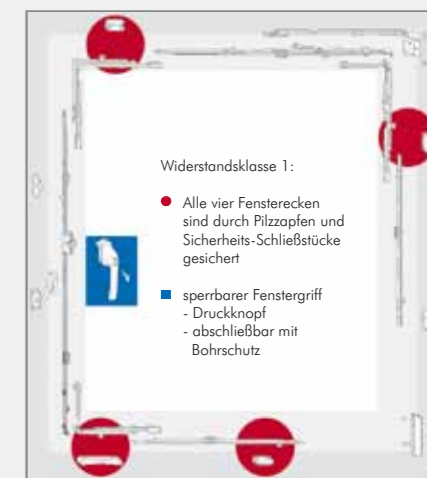 Widerstandsklasse 1:
Alle vier Fensterecken
sind durch Pilzzapfen und
Sicherheits-Schließstücke
gesichert
sperrbarer Fenstergriff
- Druckknopf
- abschließbar mit
Bohrschutz